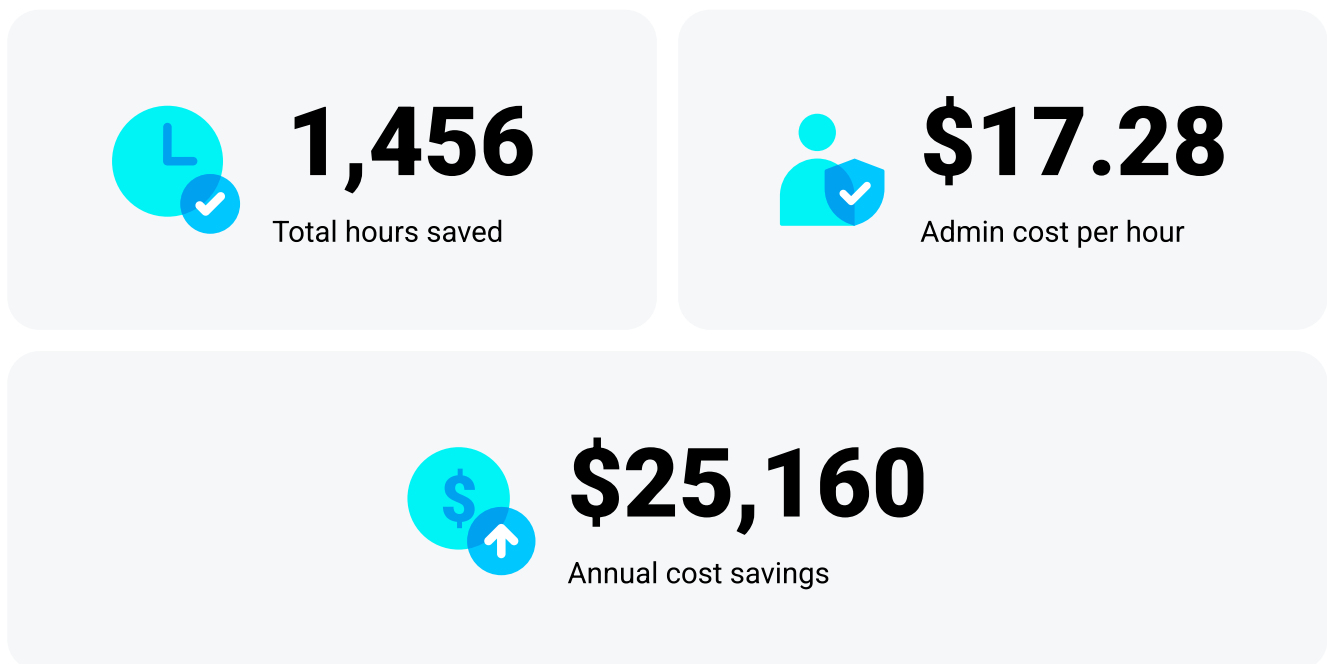 1,456
Total hours saved
$17.28
Admin cost per hour
$
$25,160
Annual cost savings